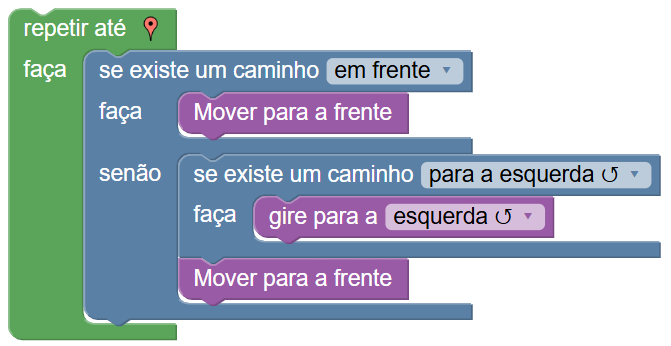 repetir até
faça se existe um caminho em frente ▾
faça Mover para a frente
senão se existe um caminho para a esquerda ↺ ▾
faça gire para a esquerda ↺ ▾
Mover para a frente